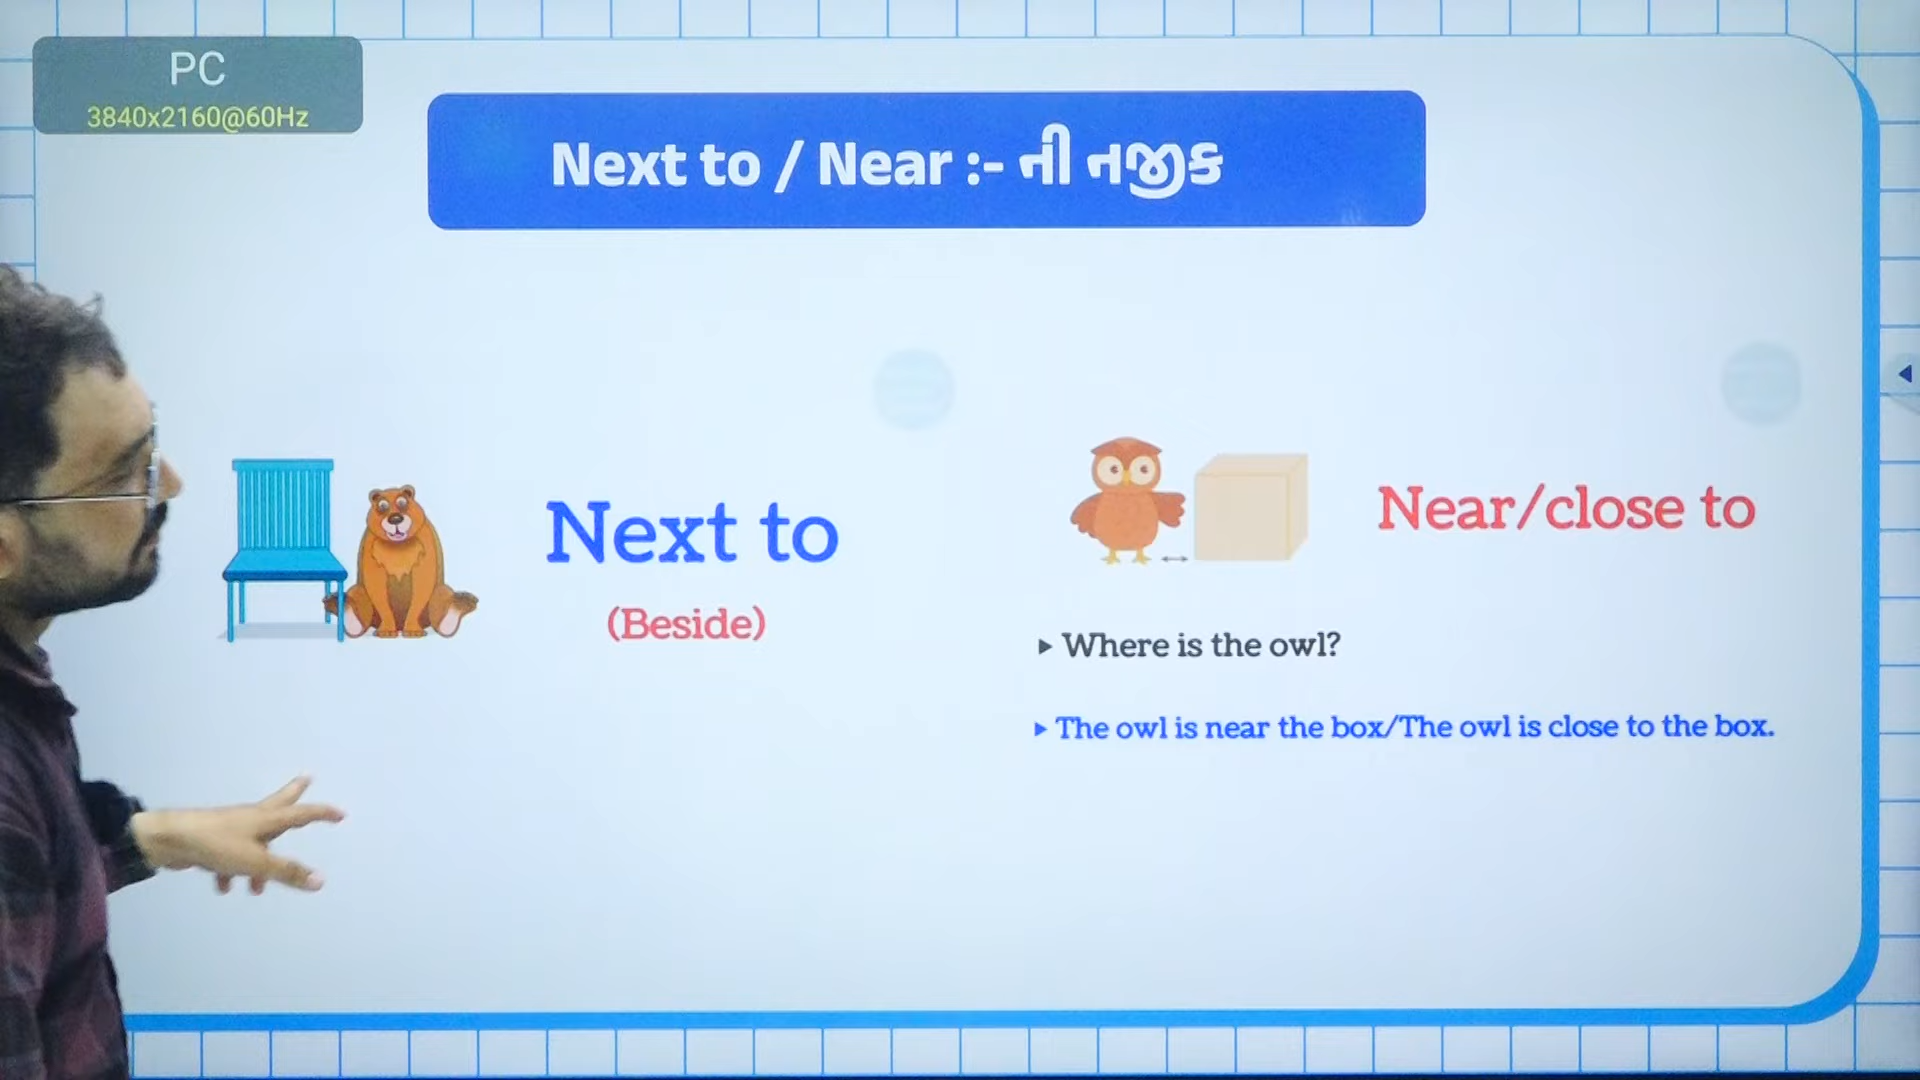 PC
3840x2160@60Hz
Next to / Near :- ની નજીક
Next to
(Beside)
Near/close to
▸ Where is the owl?
▸ The owl is near the box/The owl is close to the box.